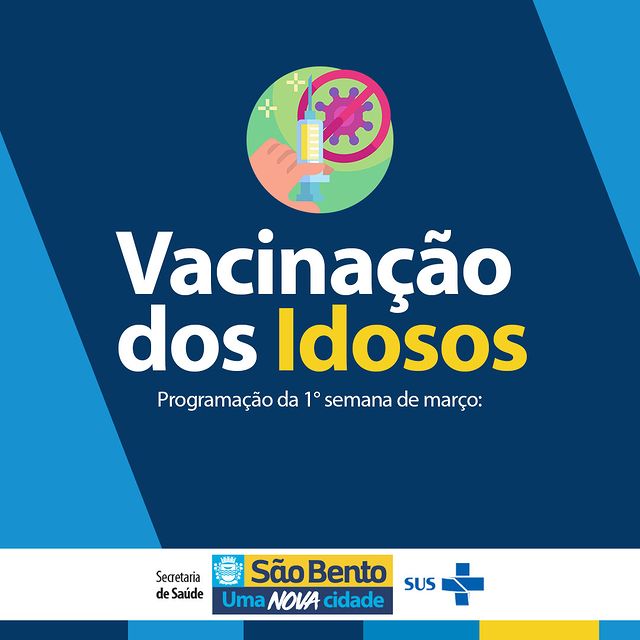 Vacinação
dos Idosos
Programação da 1° semana de março:
Secretaria
de Saúde
São Bento
Uma NOVA cidade
SUS